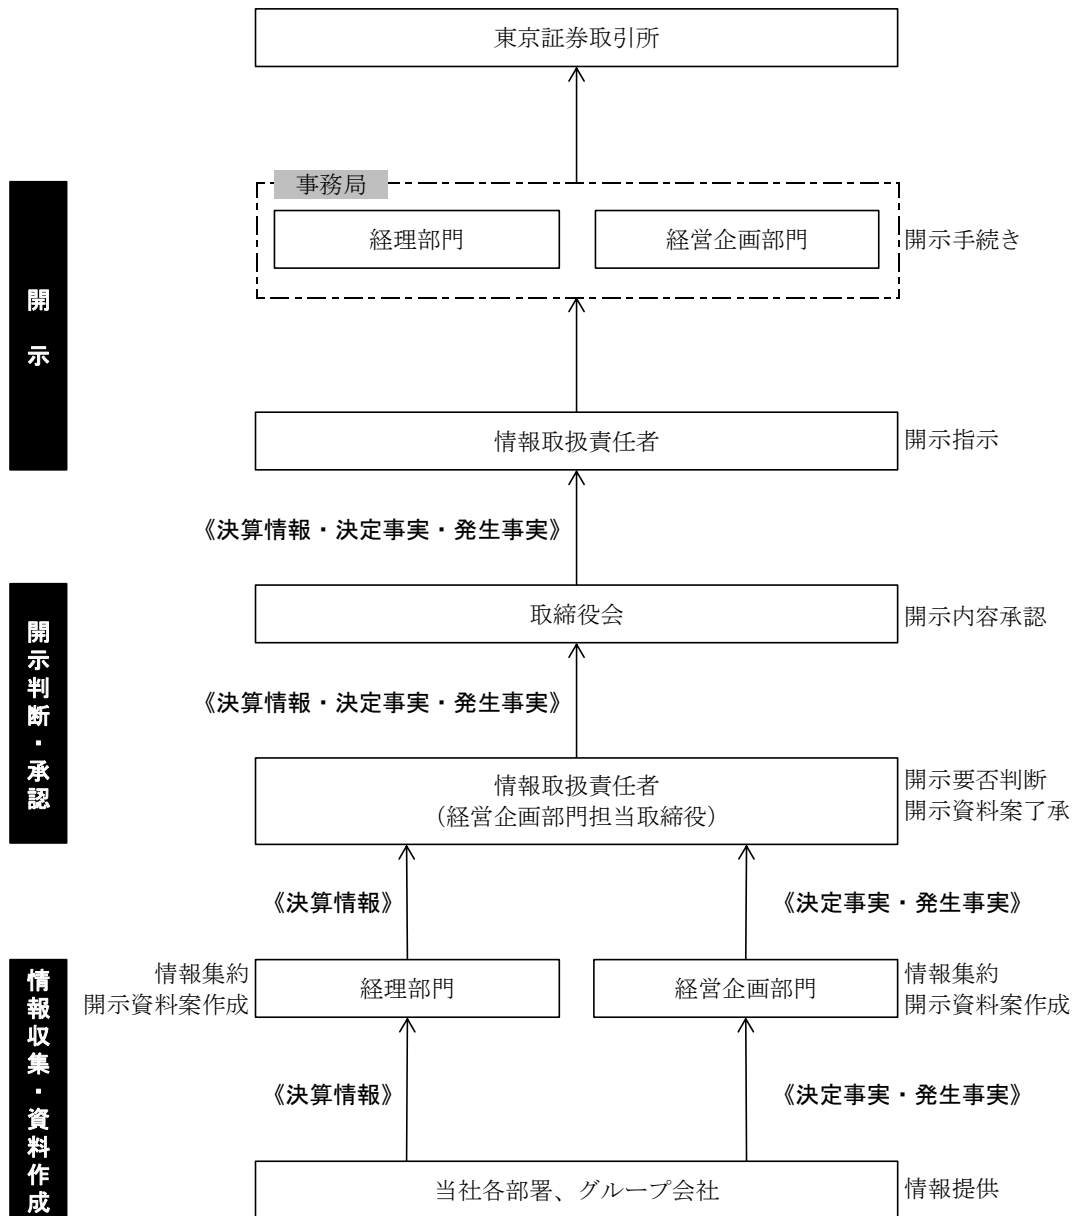 東京証券取引所
事務局
経理部門
経営企画部門
開示手続き
開示
情報取扱責任者
開示指示
《決算情報・決定事実・発生事実》
取締役会
開示内容承認
開示判断・承認
《決算情報・決定事実・発生事実》
情報取扱責任者
(経営企画部門担当取締役)
開示要否判断
開示資料案了承
《決算情報》
《決定事実・発生事実》
情報集約
開示資料案作成
経理部門
経営企画部門
情報集約
開示資料案作成
情報収集・資料作成
《決算情報》
《決定事実・発生事実》
当社各部署、グループ会社
情報提供